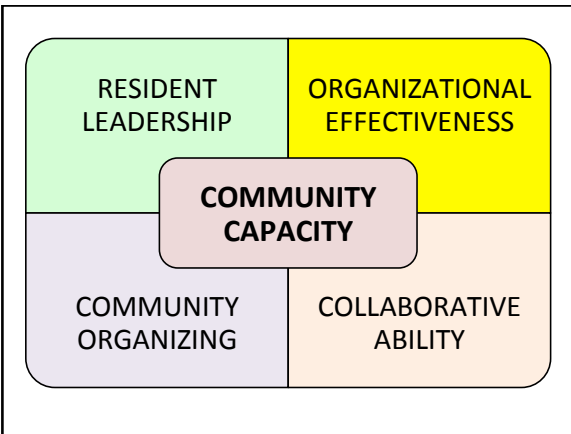 RESIDENT
LEADERSHIP
ORGANIZATIONAL
EFFECTIVENESS
COMMUNITY
CAPACITY
COMMUNITY
ORGANIZING
COLLABORATIVE
ABILITY